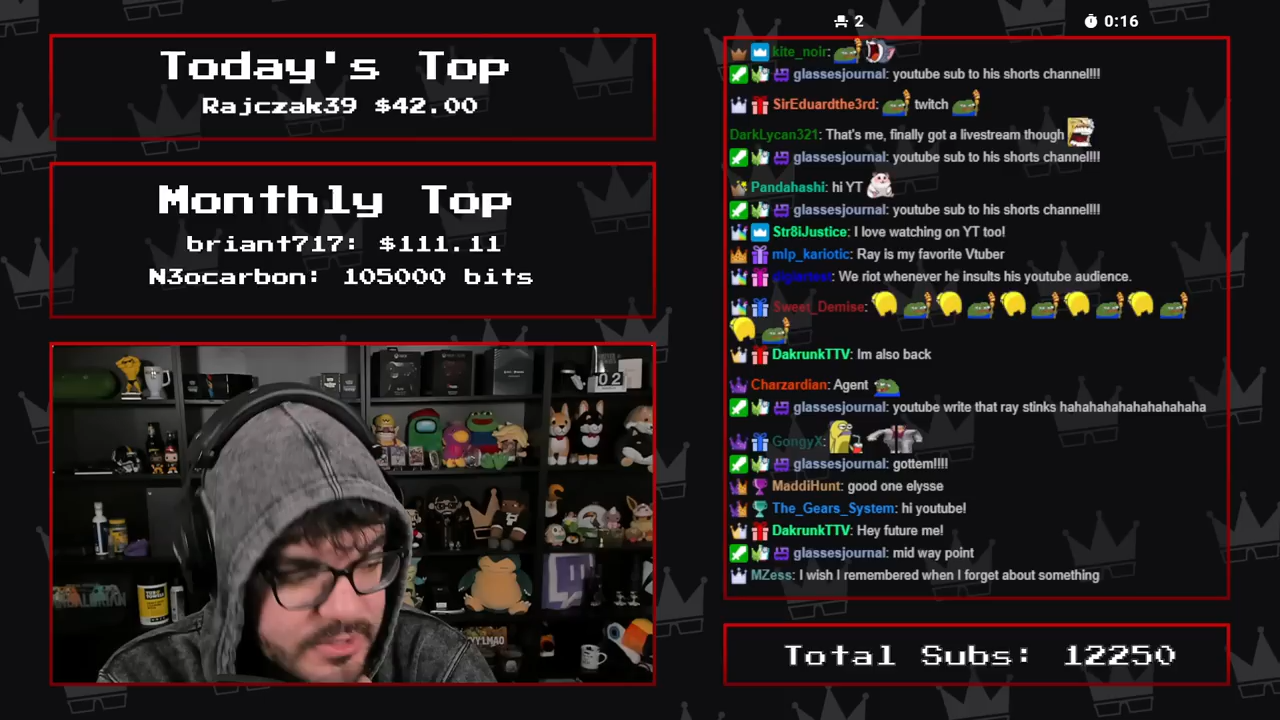 Today's Top
Rajczak39 $42.00
Monthly Top
briant717: $111.11
N3ocarbon: 105000 bits
02
YYLMAO
2
0:16
kite_noir:
glassesjournal: youtube sub to his shorts channel!!!!
SirEduardthe3rd: twitch
DarkLycan321: That's me, finally got a livestream though
glassesjournal: youtube sub to his shorts channel!!!!
Pandahashi: hi YT
glassesjournal: youtube sub to his shorts channel!!!!
Str8iJustice: I love watching on YT too!
mlp_kariotic: Ray is my favorite Vtuber
We riot whenever he insults his youtube audience.
Sweet_Demise:
DakrunkTTV: Im also back
Charzardian: Agent
glassesjournal: youtube write that ray stinks hahahahahahahahaha
GongyX:
glassesjournal: gottem!!!!
MaddiHunt: good one elysse
The_Gears_System: hi youtube!
DakrunkTTV: Hey future me!
glassesjournal: mid way point
MZess: I wish I remembered when I forget about something
Total Subs: 12250